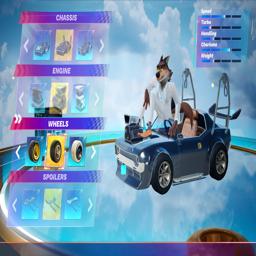 CHASSIS
ENGINE
WHEELS
SPOILERS
Speed
Turbo
Handling
Charisma
Weight